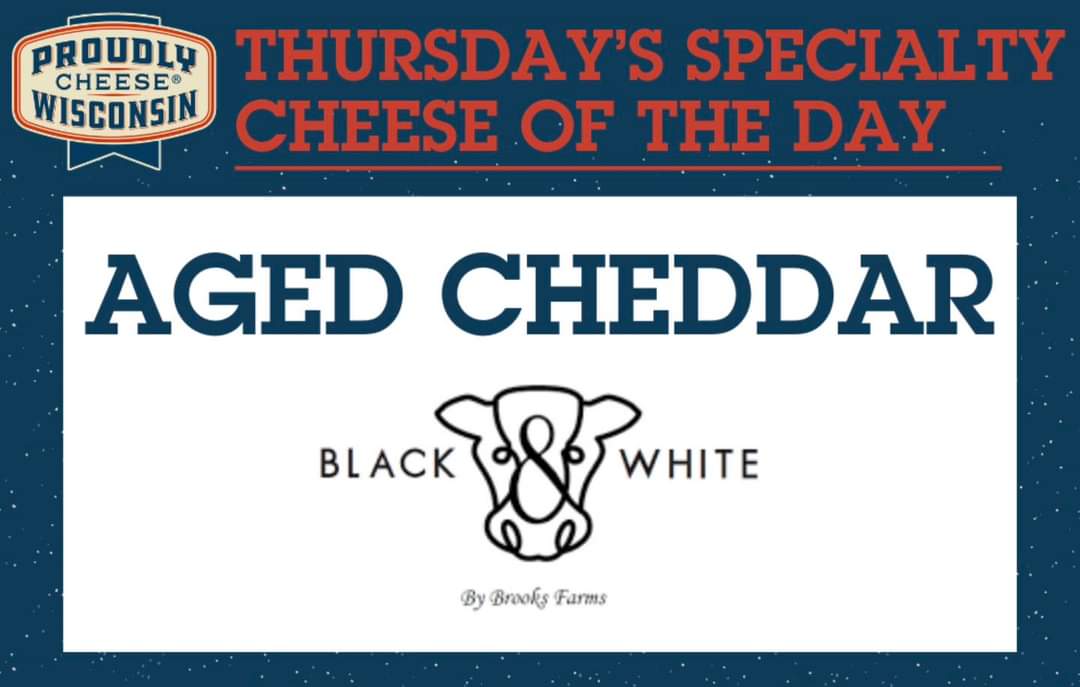 PROUDLY
CHEESE®
WISCONSIN
THURSDAY'S SPECIALTY
CHEESE OF THE DAY
AGED CHEDDAR
BLACK & WHITE
By Brooks Farms